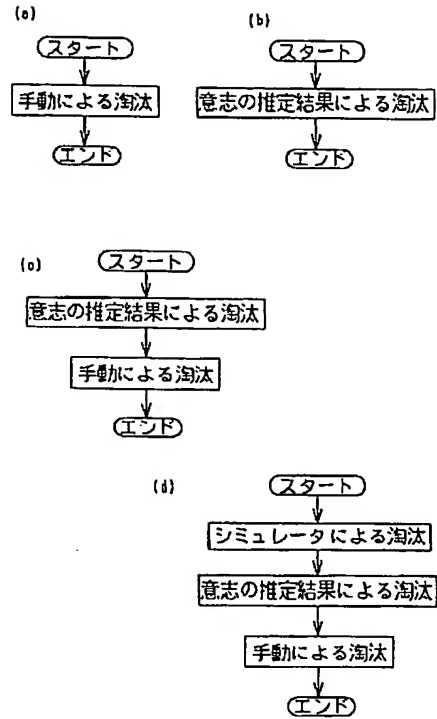 (a)
スタート
手動による淘汰
エンド
(b)
スタート
意志の推定結果による淘汰
エンド
(c)
スタート
意志の推定結果による淘汰
手動による淘汰
エンド
(d)
スタート
シミュレータによる淘汰
意志の推定結果による淘汰
手動による淘汰
エンド